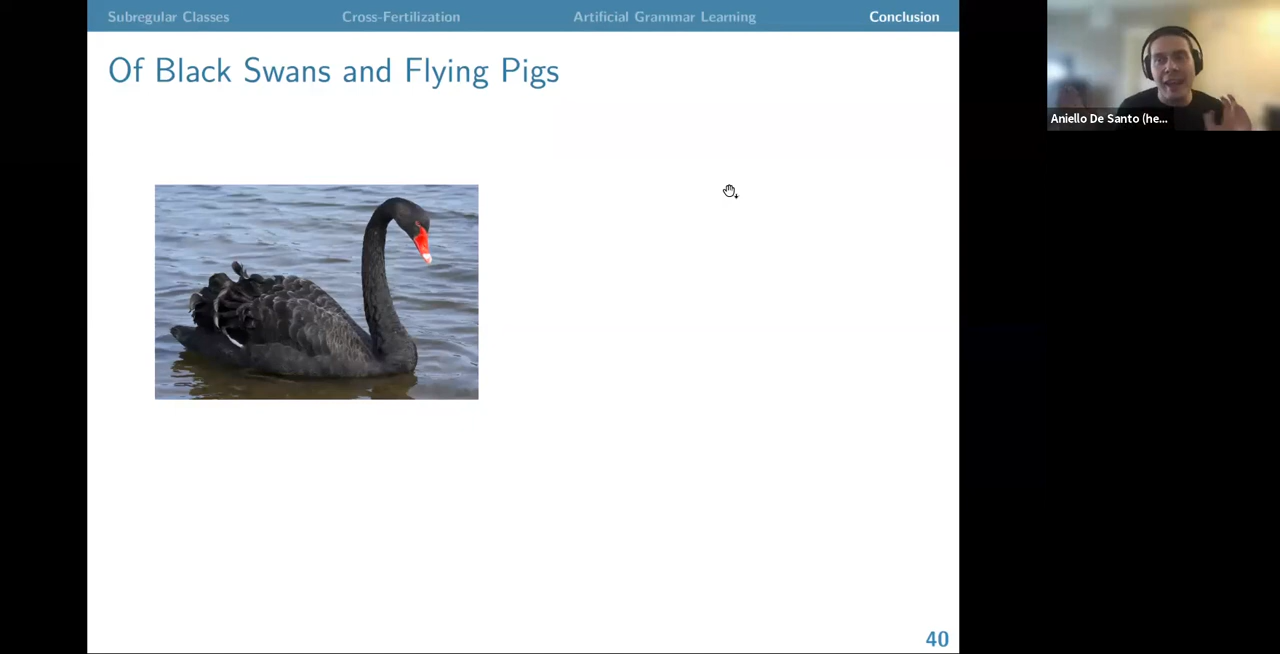 Subregular Classes Cross-Fertilization Artificial Grammar Learning Conclusion
Of Black Swans and Flying Pigs
Aniello De Santo (he...
40